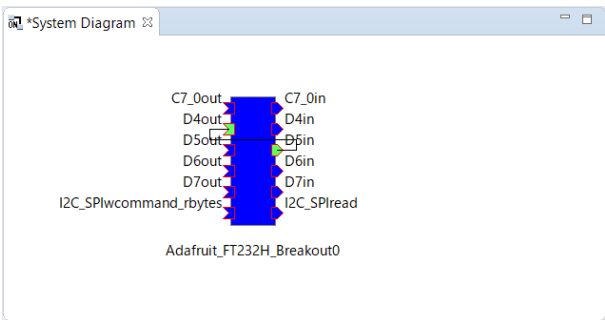 *System Diagram
C7_0out C7_0in
D4out D4in
D5out D5in
D6out D6in
D7out D7in
I2C_SPIwcommand_rbytes I2C_SPIread
Adafruit_FT232H_Breakout0